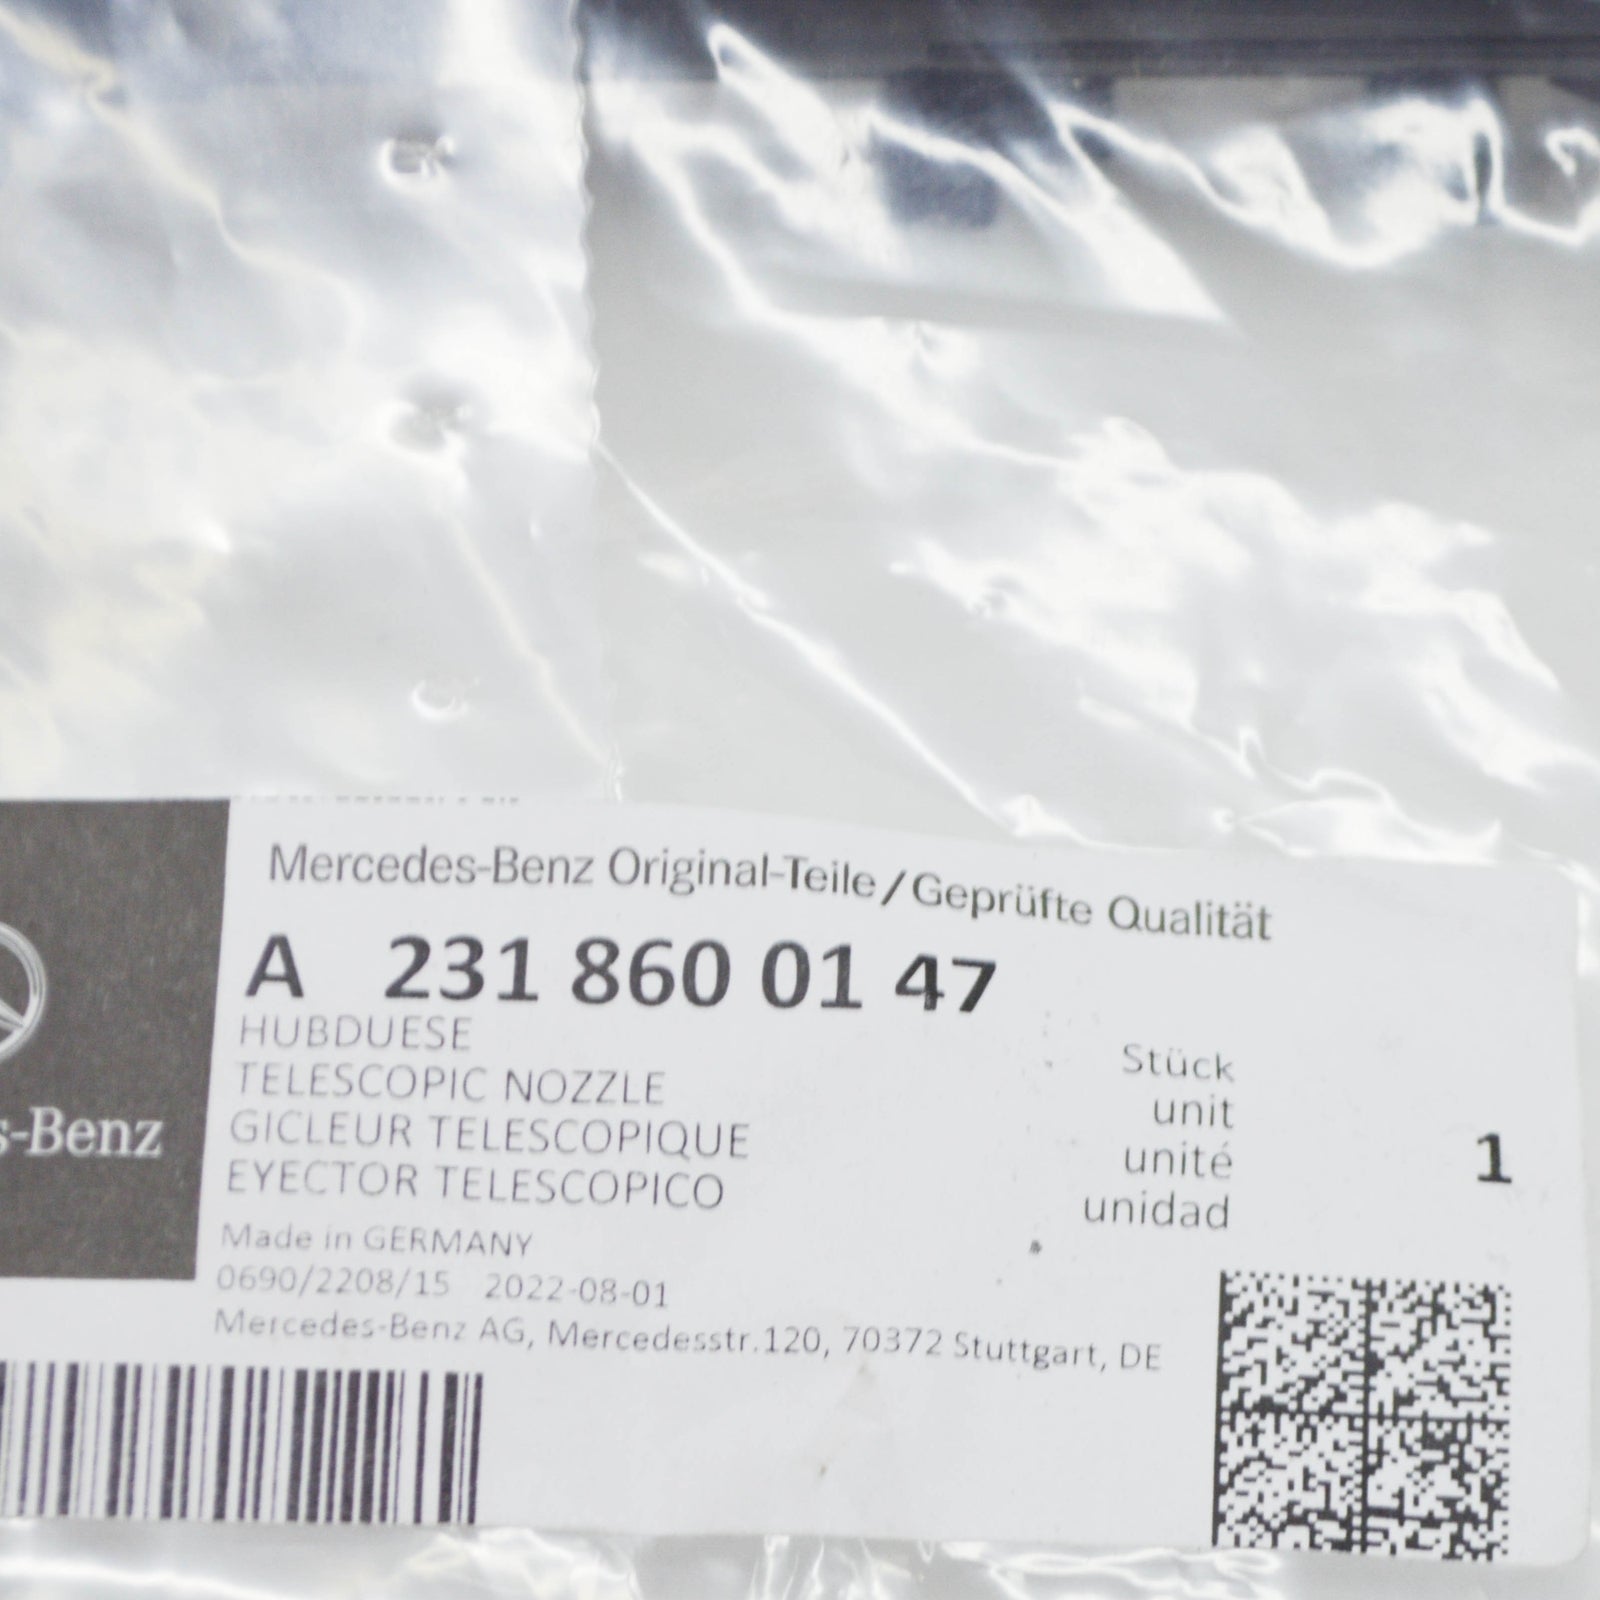 Mercedes-Benz Original-Teile/Geprüfte Qualität
A 231 860 01 47
HUBDUESE
TELESCOPIC NOZZLE
GICLEUR TELESCOPIQUE
EYECTOR TELESCOPICO
Stück
unit
unité
unidad
1
Made in GERMANY
0690/2208/15 2022-08-01
Mercedes-Benz AG, Mercedesstr.120, 70372 Stuttgart, DE
s-Benz